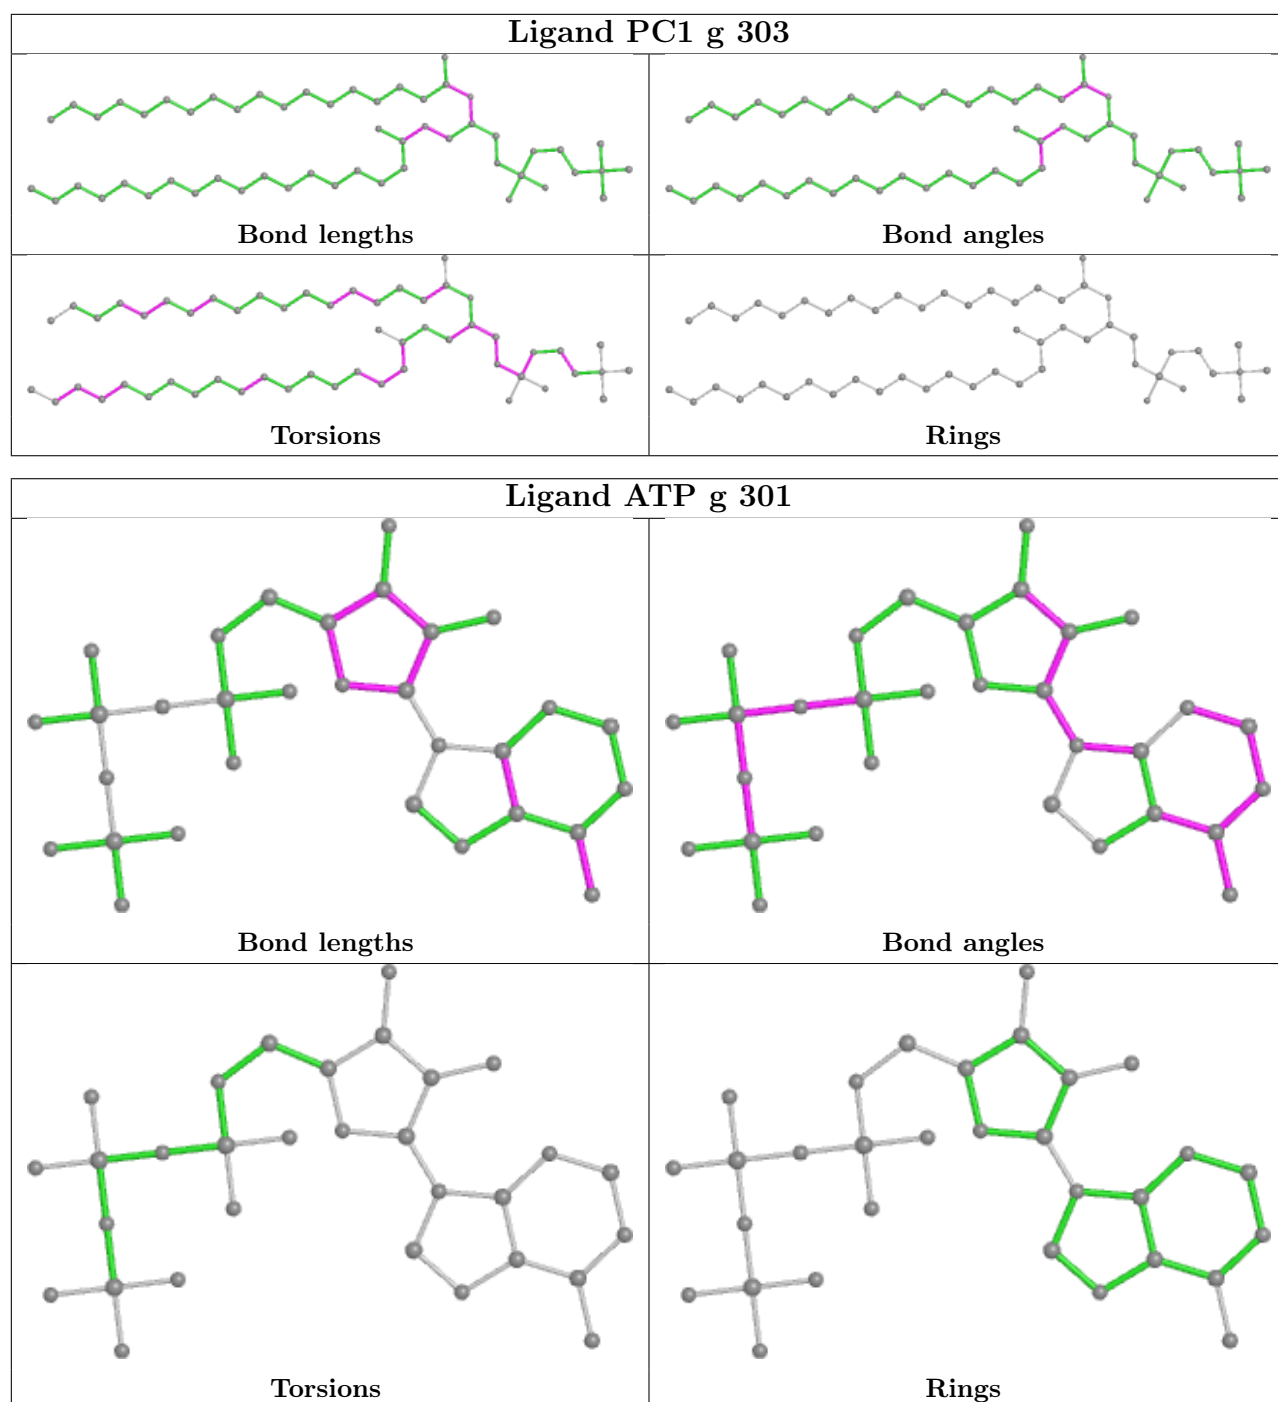 Ligand PC1 g 303
Bond lengths
Bond angles
Torsions
Rings
Ligand ATP g 301
Bond lengths
Bond angles
Torsions
Rings